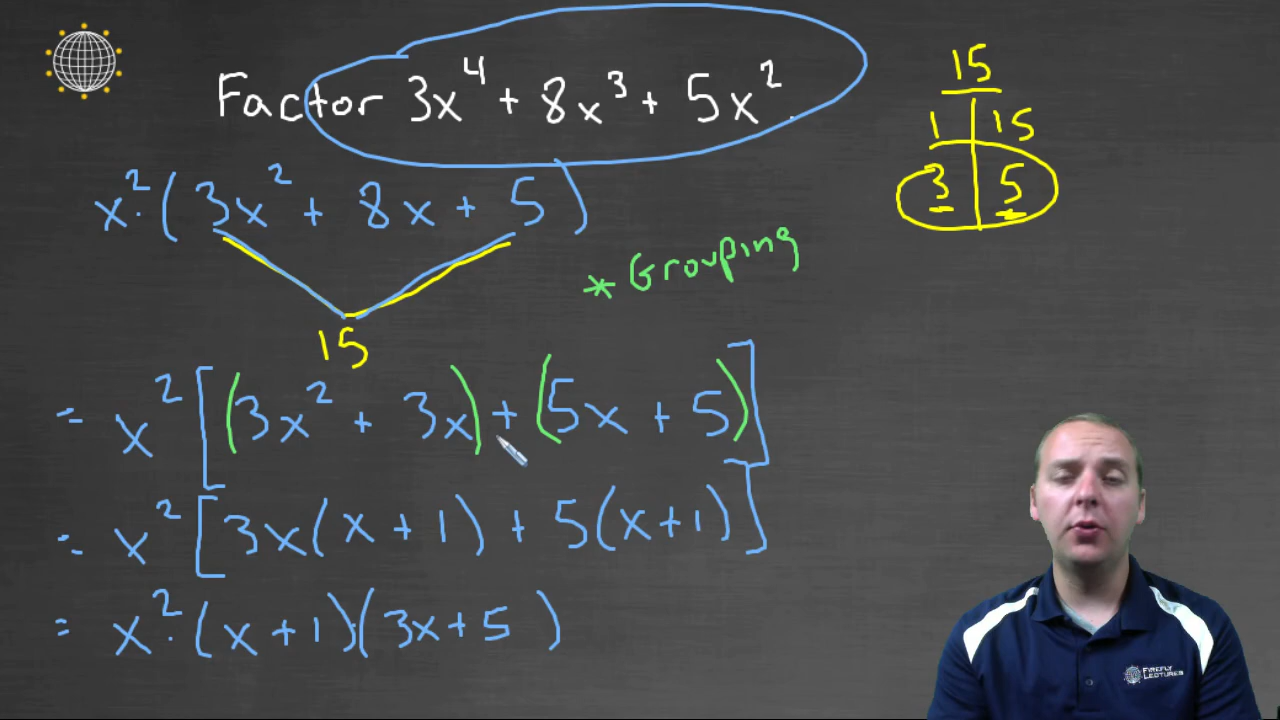 Factor 3x⁴ + 8x³ + 5x².
x² · (3x² + 8x + 5)
15
* Grouping
= x² [(3x² + 3x) + (5x + 5)]
= x² [3x(x + 1) + 5(x+1)]
= x² · (x + 1) · (3x + 5)
15
1 | 15
3 | 5
FIREFLY
LECTURES